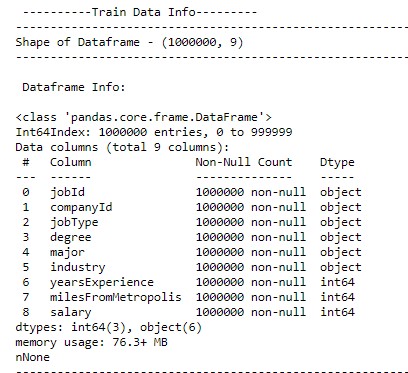 ----------Train Data Info---------
--------------------------------------------------------
Shape of Dataframe - (1000000, 9)
--------------------------------------------------------
Dataframe Info:
<class 'pandas.core.frame.DataFrame'>
Int64Index: 1000000 entries, 0 to 999999
Data columns (total 9 columns):
 #   Column               Non-Null Count    Dtype
---  ------               --------------    -----
 0   jobId                1000000 non-null  object
 1   companyId            1000000 non-null  object
 2   jobType              1000000 non-null  object
 3   degree               1000000 non-null  object
 4   major                1000000 non-null  object
 5   industry             1000000 non-null  object
 6   yearsExperience      1000000 non-null  int64
 7   milesFromMetropolis  1000000 non-null  int64
 8   salary               1000000 non-null  int64
dtypes: int64(3), object(6)
memory usage: 76.3+ MB
nNone
--------------------------------------------------------